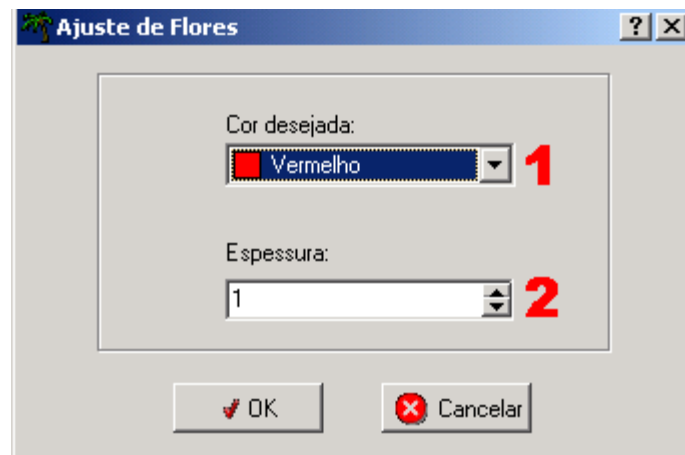 Ajuste de Flores ? X
Cor desejada:
Vermelho 1
Espessura:
1 2
OK Cancelar